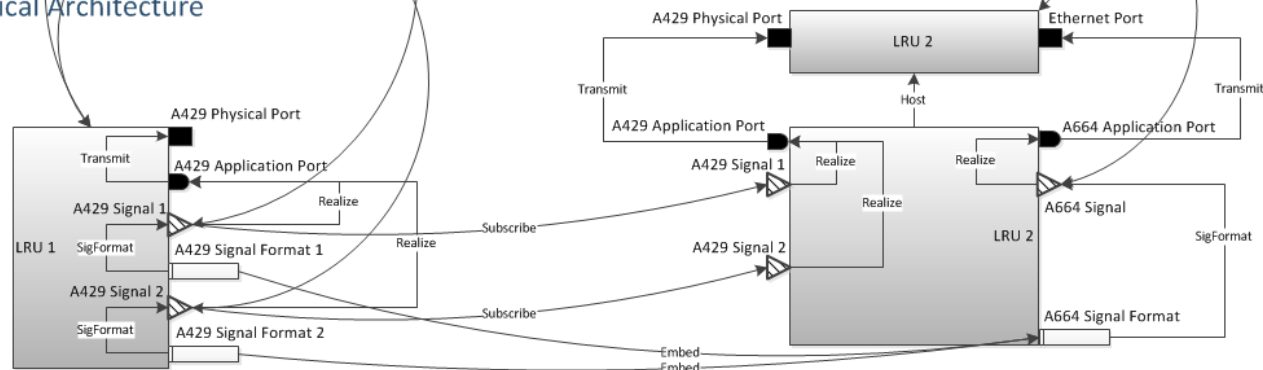 ical Architecture
A429 Physical Port
Ethernet Port
LRU 2
Transmit
Transmit
Host
A429 Physical Port
A429 Application Port
A664 Application Port
Transmit
A429 Application Port
A429 Signal 1
Realize
Realize
Realize
Realize
A429 Signal 1
A664 Signal
Subscribe
LRU 1
SigFormat
A429 Signal Format 1
Realize
A429 Signal 2
LRU 2
SigFormat
A429 Signal 2
Subscribe
A664 Signal Format
SigFormat
A429 Signal Format 2
Embed
Embed